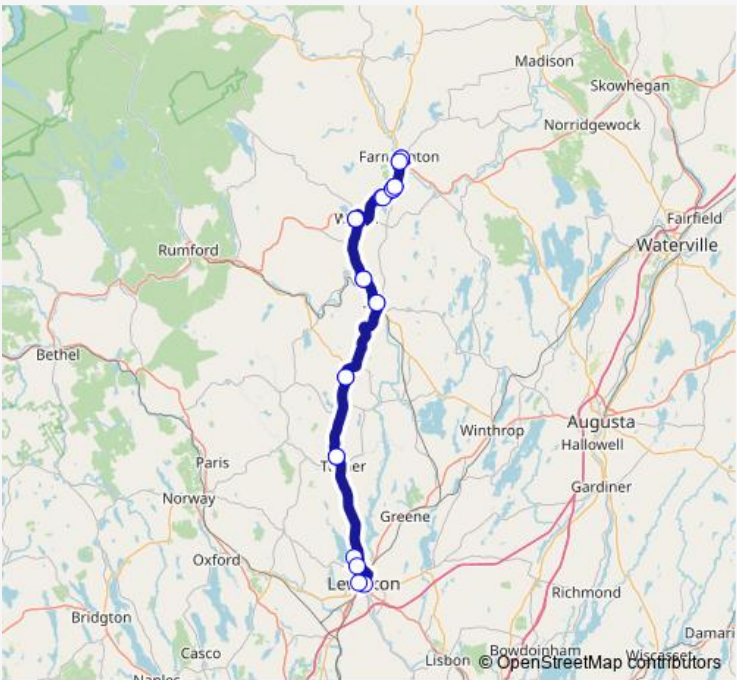 Madison
Skowhegan
Norridgewock
Farmington
Fairfield
Waterville
Rumford
Bethel
Augusta
Winthrop
Hallowell
Paris
Norway
Gardiner
Greene
Oxford
Lewiston
Richmond
Bridgton
Damari
Casco
Bowdoinham
Lisbon
© OpenStreetMap contributors